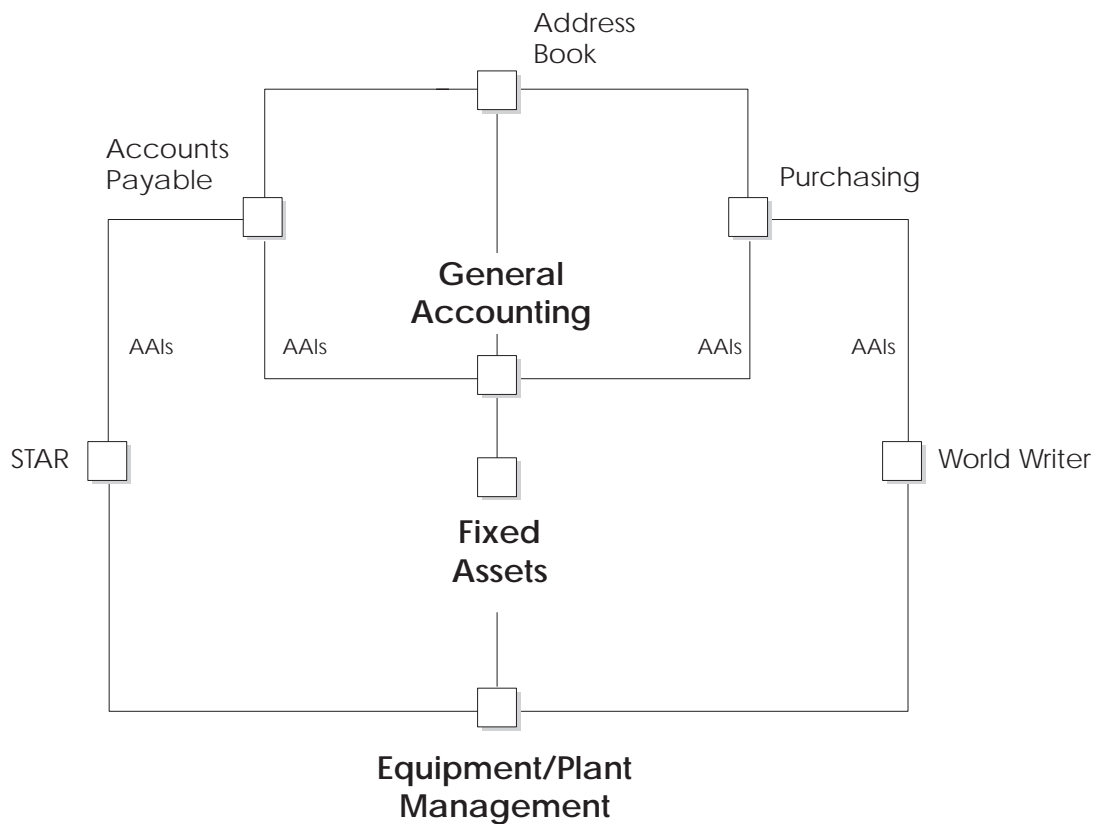 Address
Book
Accounts
Payable
Purchasing
General
Accounting
AAIs
AAIs
AAIs
AAIs
STAR
World Writer
Fixed
Assets
Equipment/Plant
Management